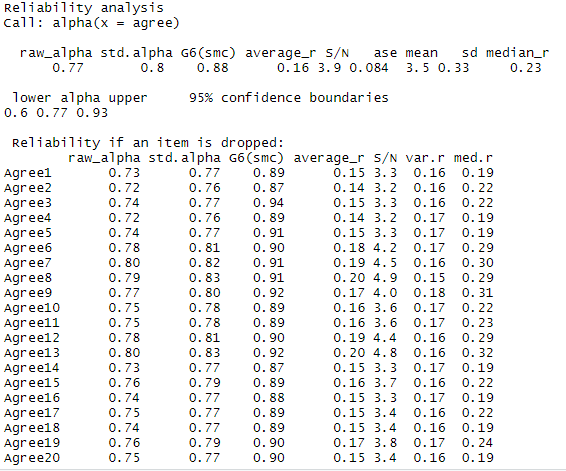 Reliability analysis
Call: alpha(x = agree)
raw_alpha std.alpha G6(smc) average_r S/N ase mean sd median_r
0.77 0.8 0.88 0.16 3.9 0.084 3.5 0.33 0.23
lower alpha upper 95% confidence boundaries
0.6 0.77 0.93
Reliability if an item is dropped:
raw_alpha std.alpha G6(smc) average_r S/N var.r med.r
Agree1 0.73 0.77 0.89 0.15 3.3 0.16 0.19
Agree2 0.72 0.76 0.87 0.14 3.2 0.16 0.22
Agree3 0.74 0.77 0.94 0.15 3.3 0.16 0.22
Agree4 0.72 0.76 0.89 0.14 3.2 0.17 0.19
Agree5 0.74 0.77 0.91 0.15 3.3 0.17 0.19
Agree6 0.78 0.81 0.90 0.18 4.2 0.17 0.29
Agree7 0.80 0.82 0.91 0.19 4.5 0.16 0.30
Agree8 0.79 0.83 0.91 0.20 4.9 0.15 0.29
Agree9 0.77 0.80 0.92 0.17 4.0 0.18 0.31
Agree10 0.75 0.78 0.89 0.16 3.6 0.17 0.22
Agree11 0.75 0.78 0.89 0.16 3.6 0.17 0.23
Agree12 0.78 0.81 0.90 0.19 4.4 0.16 0.29
Agree13 0.80 0.83 0.92 0.20 4.8 0.16 0.32
Agree14 0.73 0.77 0.87 0.15 3.3 0.17 0.19
Agree15 0.76 0.79 0.89 0.16 3.7 0.16 0.22
Agree16 0.74 0.77 0.88 0.15 3.3 0.17 0.19
Agree17 0.75 0.77 0.89 0.15 3.4 0.16 0.22
Agree18 0.74 0.77 0.89 0.15 3.4 0.16 0.19
Agree19 0.76 0.79 0.90 0.17 3.8 0.17 0.24
Agree20 0.75 0.77 0.90 0.15 3.4 0.16 0.19